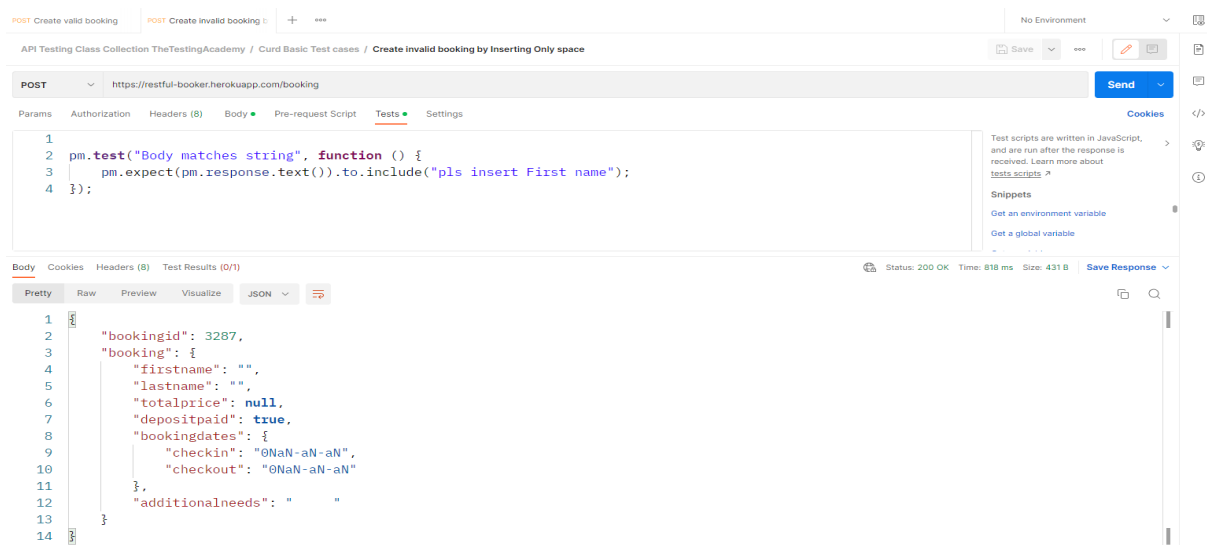 POST Create valid booking
POST Create invalid booking b
No Environment
API Testing Class Collection TheTestingAcademy / Curd Basic Test cases / Create invalid booking by Inserting Only space
Save
POST https://restful-booker.herokuapp.com/booking Send
Params Authorization Headers (8) Body Pre-request Script Tests Settings Cookies
1
2 pm.test("Body matches string", function () {
3 pm.expect(pm.response.text()).to.include("pls insert First name");
4 });
Test scripts are written in JavaScript,
and are run after the response is
received. Learn more about
tests scripts ↗
Snippets
Get an environment variable
Get a global variable
Body Cookies Headers (8) Test Results (0/1) Status: 200 OK Time: 818 ms Size: 431 B Save Response
Pretty Raw Preview Visualize JSON
1 {
2 "bookingid": 3287,
3 "booking": {
4 "firstname": "",
5 "lastname": "",
6 "totalprice": null,
7 "depositpaid": true,
8 "bookingdates": {
9 "checkin": "0NaN-aN-aN",
10 "checkout": "0NaN-aN-aN"
11 },
12 "additionalneeds": "     "
13 }
14 }